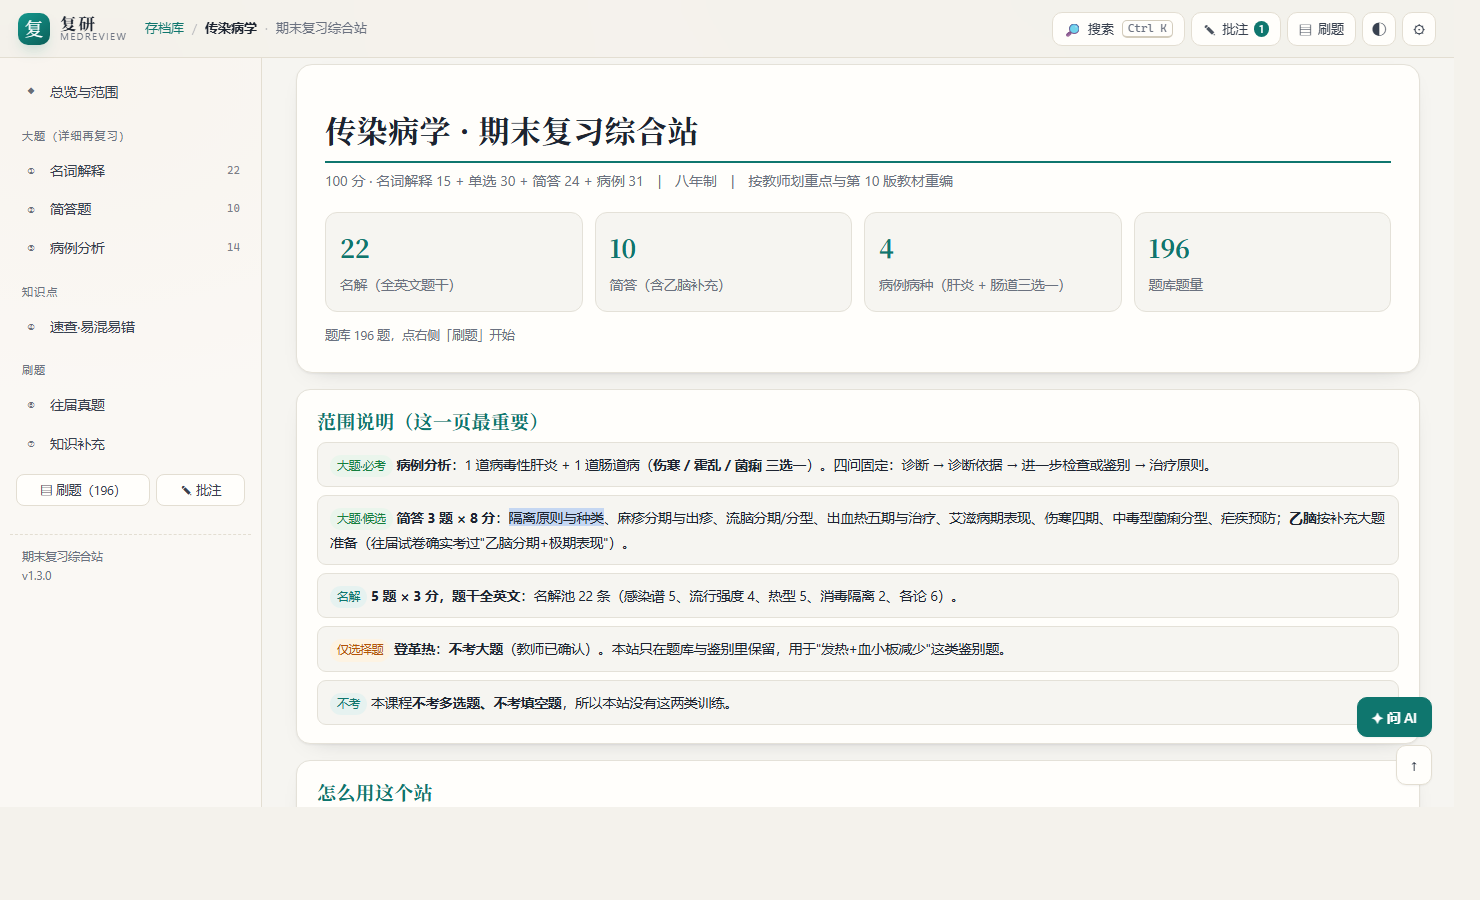 复 复研 MEDREVIEW 存档库 / 传染病学 · 期末复习综合站 搜索 Ctrl K 批注 1 刷题
总览与范围
大题（详细再复习）
名词解释 22
简答题 10
病例分析 14
知识点
速查·易混易错
刷题
往届真题
知识补充
刷题（196） 批注
期末复习综合站
v1.3.0
传染病学 · 期末复习综合站
100 分 · 名词解释 15 + 单选 30 + 简答 24 + 病例 31 | 八年制 | 按教师划重点与第 10 版教材重编
22
名解（全英文题干）
10
简答（含乙脑补充）
4
病例病种（肝炎 + 肠道三选一）
196
题库题量
题库 196 题，点右侧「刷题」开始
范围说明（这一页最重要）
大题·必考 病例分析：1 道病毒性肝炎 + 1 道肠道病（伤寒 / 霍乱 / 菌痢 三选一）。四问固定：诊断 → 诊断依据 → 进一步检查或鉴别 → 治疗原则。
大题·候选 简答 3 题 × 8 分：隔离原则与种类、麻疹分期与出疹、流脑分期/分型、出血热五期与治疗、艾滋病期表现、伤寒四期、中毒型菌痢分型、疟疾预防；乙脑按补充大题
准备（往届试卷确实考过"乙脑分期+极期表现"）。
名解 5 题 × 3 分，题干全英文：名解池 22 条（感染谱 5、流行强度 4、热型 5、消毒隔离 2、各论 6）。
仅选择题 登革热：不考大题（教师已确认）。本站只在题库与鉴别里保留，用于"发热+血小板减少"这类鉴别题。
不考 本课程不考多选题、不考填空题，所以本站没有这两类训练。
怎么用这个站
✦ 问 AI
↑